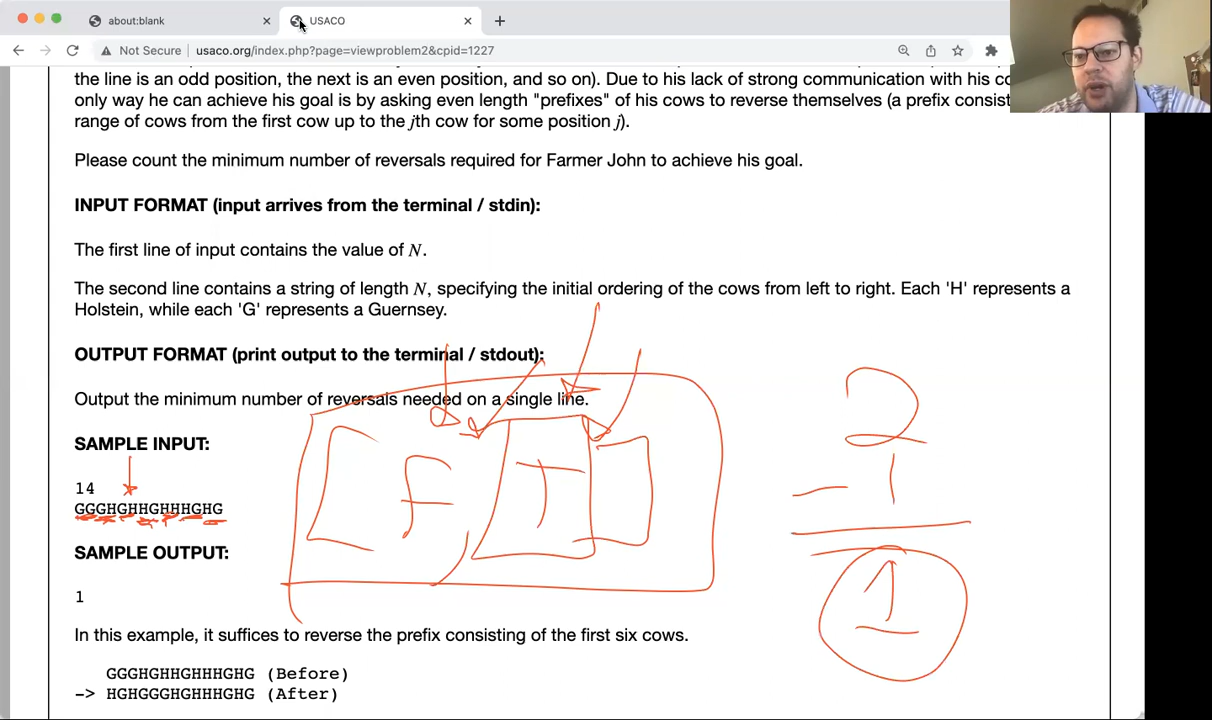 about:blank
USACO
Not Secure usaco.org/index.php?page=viewproblem2&cpid=1227
the line is an odd position, the next is an even position, and so on). Due to his lack of strong communication with his
only way he can achieve his goal is by asking even length "prefixes" of his cows to reverse themselves (a prefix
range of cows from the first cow up to the jth cow for some position j).
Please count the minimum number of reversals required for Farmer John to achieve his goal.
INPUT FORMAT (input arrives from the terminal / stdin):
The first line of input contains the value of N.
The second line contains a string of length N, specifying the initial ordering of the cows from left to right. Each 'H' represents a
Holstein, while each 'G' represents a Guernsey.
OUTPUT FORMAT (print output to the terminal / stdout):
Output the minimum number of reversals needed on a single line.
SAMPLE INPUT:
14
GGGHGHHGHHHGHG
SAMPLE OUTPUT:
1
In this example, it suffices to reverse the prefix consisting of the first six cows.
GGGHGHHGHHHGHG (Before)
-> HGHGGGHGHHHGHG (After)
F I
2
- 1
1